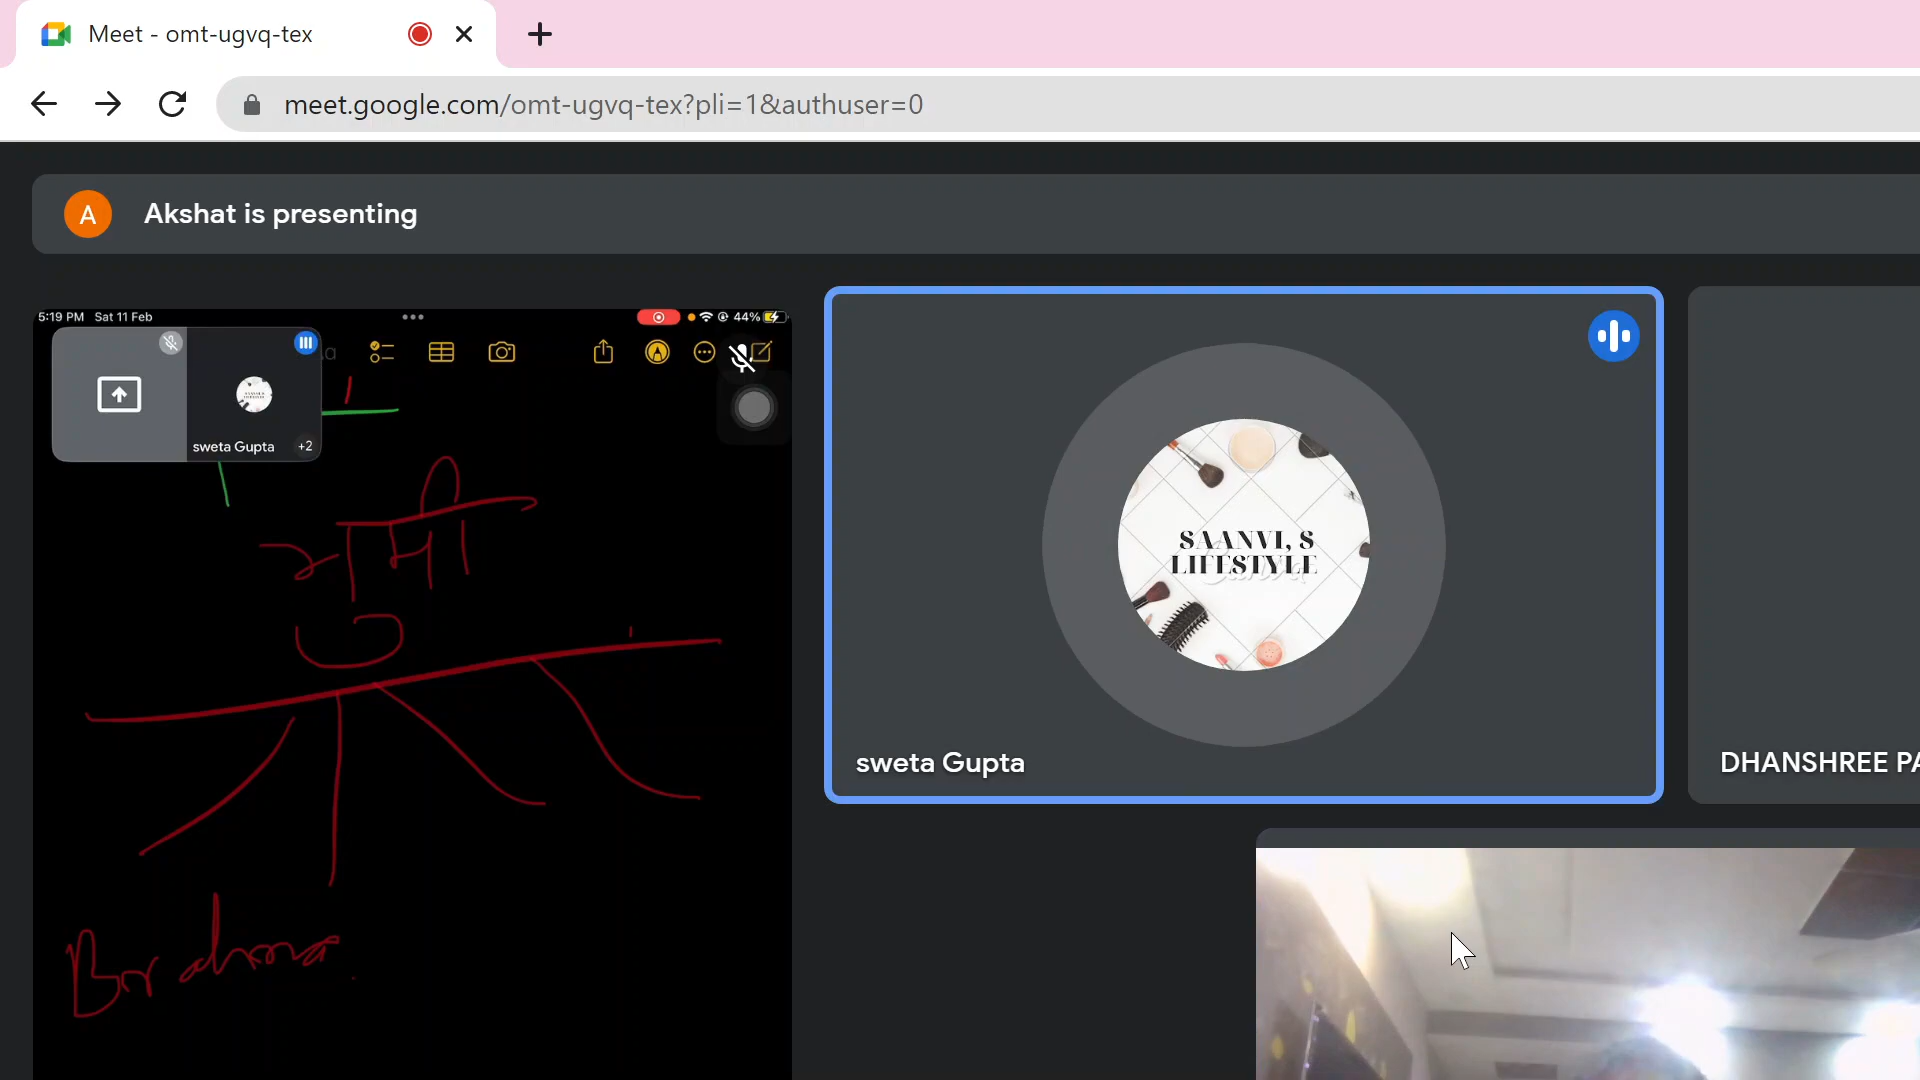 Meet - omt-ugvq-tex
meet.google.com/omt-ugvq-tex?pli=1&authuser=0
A
Akshat is presenting
5:19 PM Sat 11 Feb
44%
sweta Gupta +2
SAANVI, S
LIFESTYLE
sweta Gupta
DHANSHREE PA